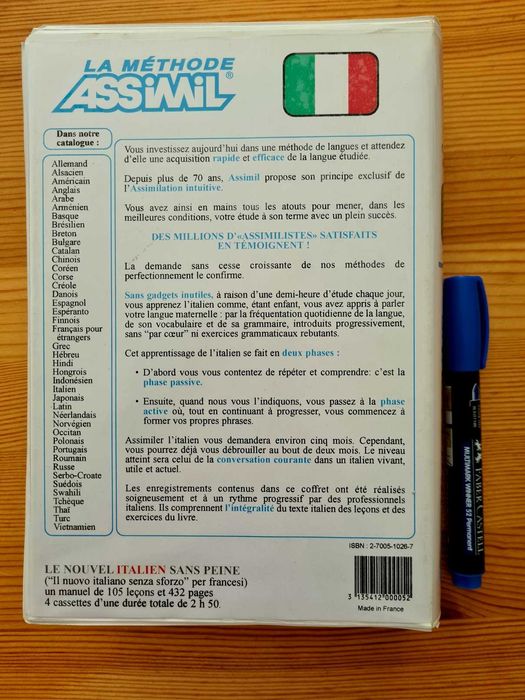 LA MÉTHODE
ASSiMiL®
Dans notre
catalogue :
Allemand
Alsacien
Américain
Anglais
Arabe
Arménien
Basque
Brésilien
Breton
Bulgare
Catalan
Chinois
Coréen
Corse
Créole
Danois
Espagnol
Espéranto
Finnois
Français pour
étrangers
Grec
Hébreu
Hindi
Hongrois
Indonésien
Italien
Japonais
Latin
Néerlandais
Norvégien
Occitan
Polonais
Portugais
Roumain
Russe
Serbo-Croate
Suédois
Swahili
Tchèque
Thaï
Turc
Vietnamien
Vous investissez aujourd'hui dans une méthode de langues et attendez
d'elle une acquisition rapide et efficace de la langue étudiée.
Depuis plus de 70 ans, Assimil propose son principe exclusif de
l'Assimilation intuitive.
Vous avez ainsi en mains tous les atouts pour mener, dans les
meilleures conditions, votre étude à son terme avec un plein succès.
DES MILLIONS D'«ASSIMILISTES» SATISFAITS
EN TÉMOIGNENT !
La demande sans cesse croissante de nos méthodes de
perfectionnement le confirme.
Sans gadgets inutiles, à raison d'une demi-heure d'étude chaque jour,
vous apprenez l'italien comme, étant enfant, vous avez appris à parler
votre langue maternelle : par la fréquentation quotidienne de la langue,
de son vocabulaire et de sa grammaire, introduits progressivement,
sans "par cœur" ni exercices grammaticaux rebutants.
Cet apprentissage de l'italien se fait en deux phases :
• D'abord vous vous contentez de répéter et comprendre: c'est la
phase passive.
• Ensuite, quand nous vous l'indiquons, vous passez à la phase
active où, tout en continuant à progresser, vous commencez à
former vos propres phrases.
Assimiler l'italien vous demandera environ cinq mois. Cependant,
vous pourrez déjà vous débrouiller au bout de deux mois. Le niveau
atteint sera celui de la conversation courante dans un italien vivant,
utile et actuel.
Les enregistrements contenus dans ce coffret ont été réalisés
soigneusement et à un rythme progressif par des professionnels
italiens. Ils comprennent l'intégralité du texte italien des leçons et des
exercices du livre.
ISBN : 2-7005-1026-7
LE NOUVEL ITALIEN SANS PEINE
("Il nuovo italiano senza sforzo" per francesi)
un manuel de 105 leçons et 432 pages
4 cassettes d'une durée totale de 2 h 50.
3 135412 000052
Made in France
FABER-CASTELL
MULTIMARK WINNER 52 Permanent